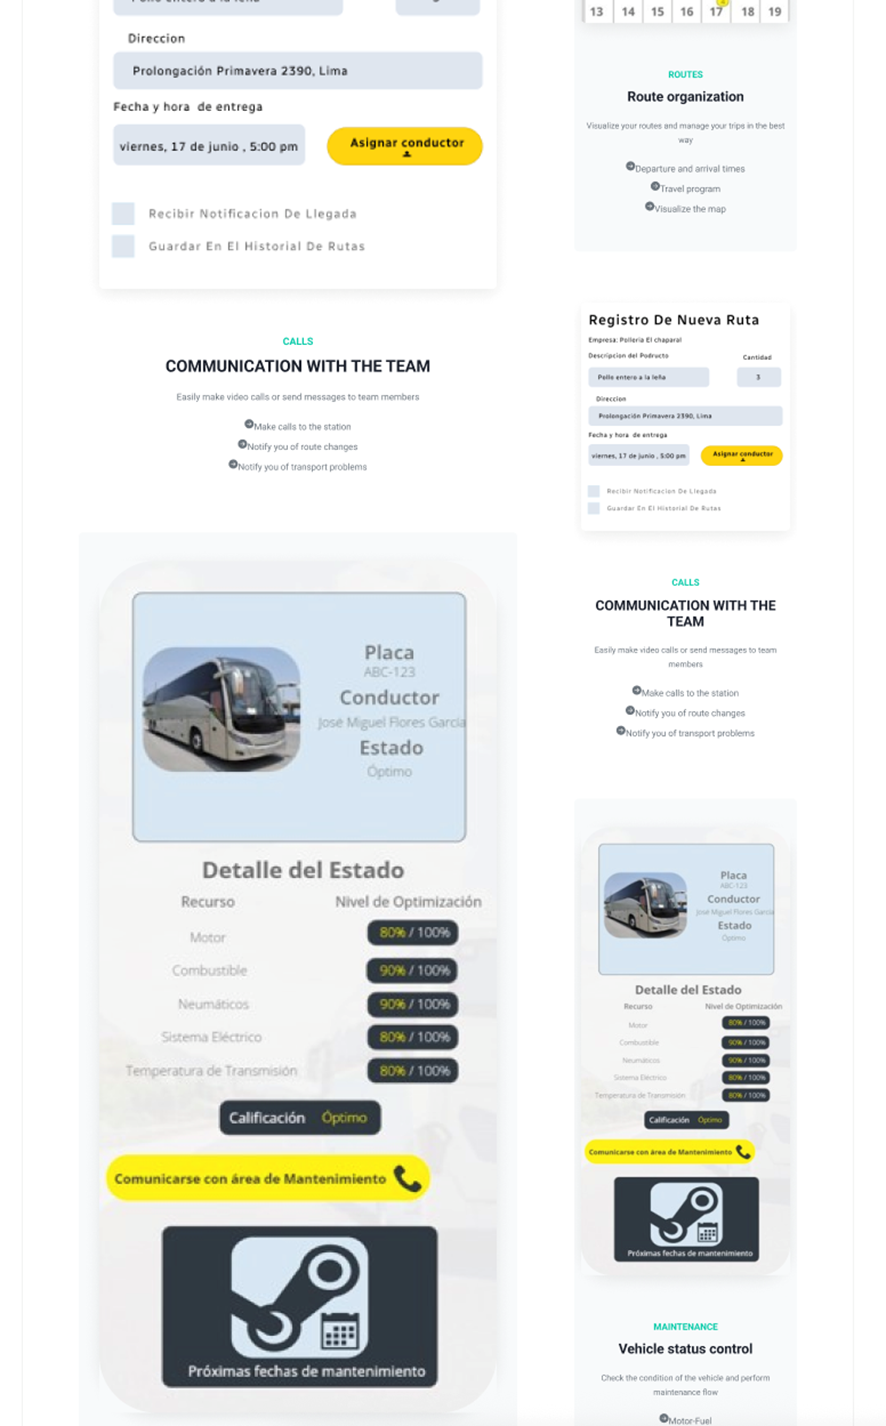 Direccion
Prolongación Primavera 2390, Lima
Fecha y hora de entrega
viernes, 17 de junio , 5:00 pm
Asignar conductor
Recibir Notificacion De Llegada
Guardar En El Historial De Rutas
CALLS
COMMUNICATION WITH THE TEAM
Easily make video calls or send messages to team members
Make calls to the station
Notify you of route changes
Notify you of transport problems
Placa
ABC-123
Conductor
José Miguel Flores García
Estado
Óptimo
Detalle del Estado
Recurso Nivel de Optimización
Motor 80% / 100%
Combustible 90% / 100%
Neumáticos 90% / 100%
Sistema Eléctrico 80% / 100%
Temperatura de Transmisión 80% / 100%
Calificación Óptimo
Comunicarse con área de Mantenimiento
Próximas fechas de mantenimiento
13 14 15 16 17 18 19
ROUTES
Route organization
Visualize your routes and manage your trips in the best
way
Departure and arrival times
Travel program
Visualize the map
Registro De Nueva Ruta
Empresa: Polloria El chaparal
Descripcion del Podructo Cantidad
Pollo entero a la leña 3
Direccion
Prolongación Primavera 2390, Lima
Fecha y hora de entrega
viernes, 17 de junio , 5:00 pm
Asignar conductor
Recibir Notificacion De Llegada
Guardar En El Historial De Rutas
CALLS
COMMUNICATION WITH THE
TEAM
Easily make video calls or send messages to team
members
Make calls to the station
Notify you of route changes
Notify you of transport problems
Placa
ABC-123
Conductor
José Miguel Flores García
Estado
Óptimo
Detalle del Estado
Recurso Nivel de Optimización
Motor 80% / 100%
Combustible 90% / 100%
Neumáticos 90% / 100%
Sistema Eléctrico 80% / 100%
Temperatura de Transmisión 80% / 100%
Calificación Óptimo
Comunicarse con área de Mantenimiento
Próximas fechas de mantenimiento
MAINTENANCE
Vehicle status control
Check the condition of the vehicle and perform
maintenance flow
Motor-Fuel